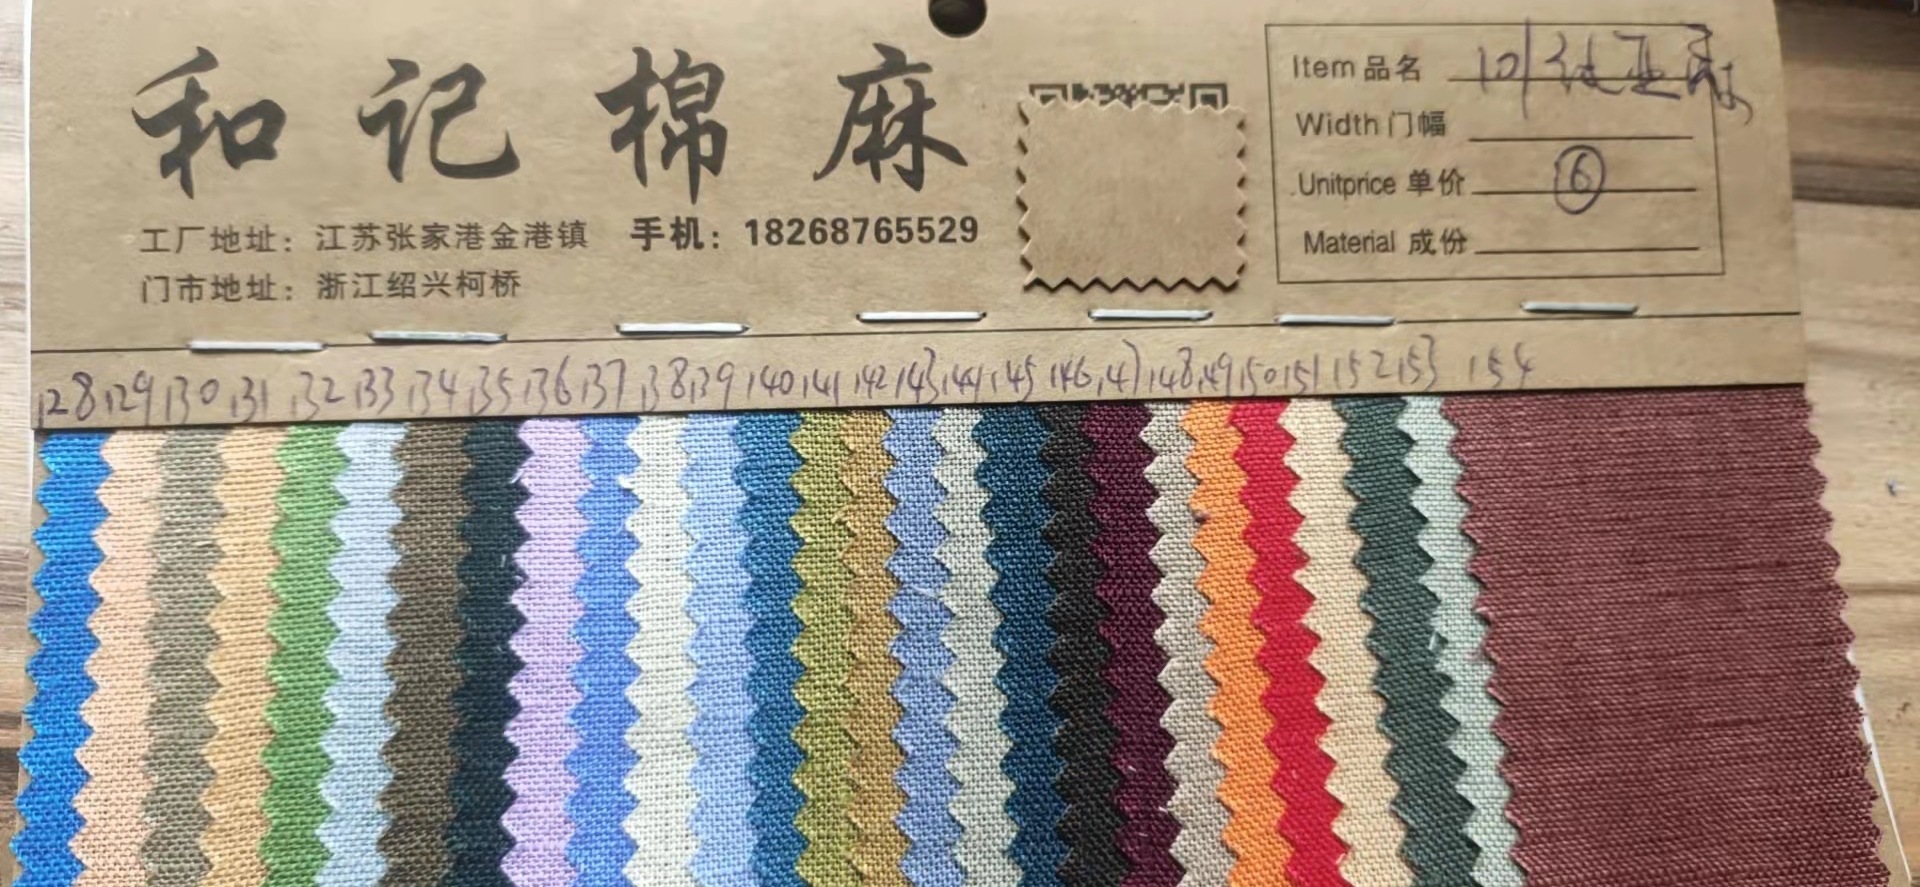 和记棉麻
工厂地址：江苏张家港金港镇 手机：18268765529
门市地址：浙江绍兴柯桥
Item 品名 10
Width 门幅
Unitprice 单价 ⑥
Material 成份
128 129 130 131 132 133 134 135 136 137 138 139 140 141 142 143 144 145 146 147 148 149 150 151 152 153 154